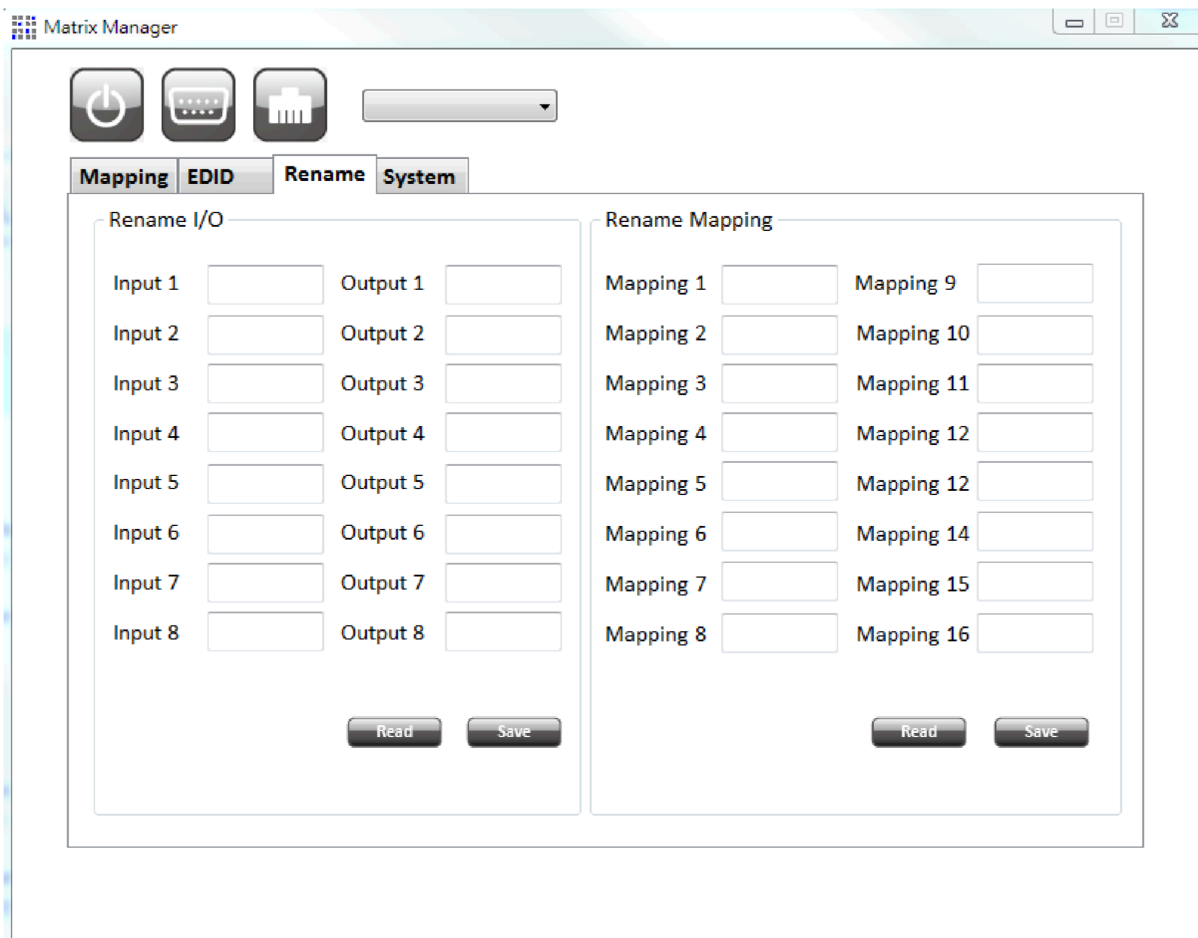 Matrix Manager
Mapping EDID Rename System
Rename I/O
Input 1 Output 1
Input 2 Output 2
Input 3 Output 3
Input 4 Output 4
Input 5 Output 5
Input 6 Output 6
Input 7 Output 7
Input 8 Output 8
Read Save
Rename Mapping
Mapping 1 Mapping 9
Mapping 2 Mapping 10
Mapping 3 Mapping 11
Mapping 4 Mapping 12
Mapping 5 Mapping 12
Mapping 6 Mapping 14
Mapping 7 Mapping 15
Mapping 8 Mapping 16
Read Save